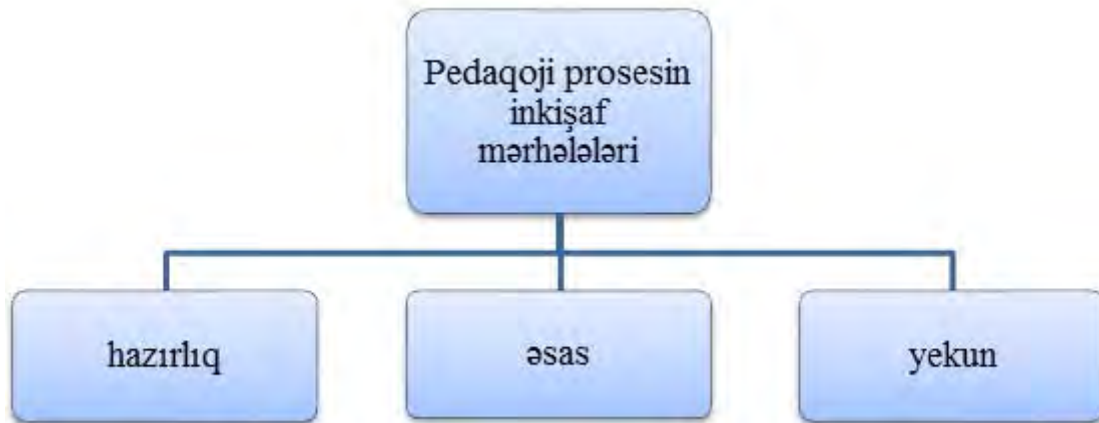 Pedaqoji prosesin
inkişaf
mərhələləri
hazırlıq
əsas
yekun